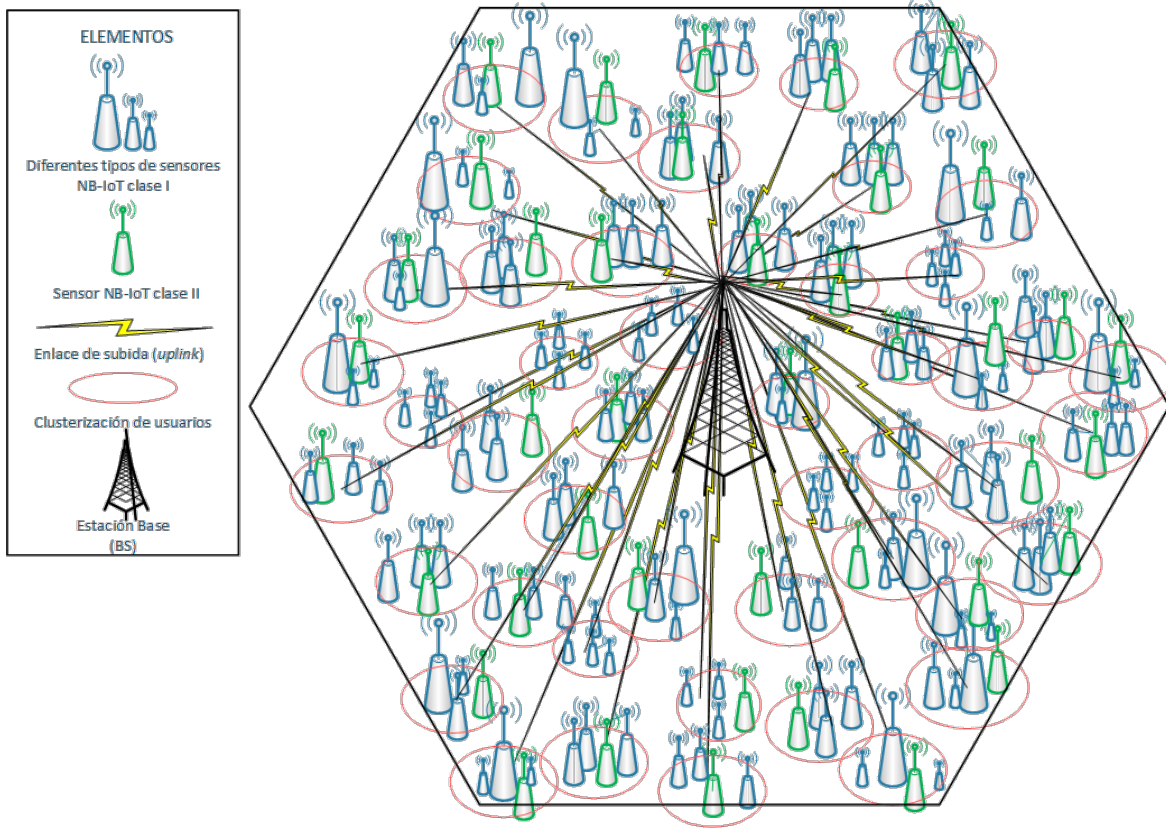 ELEMENTOS
Diferentes tipos de sensores
NB-IoT clase I
Sensor NB-IoT clase II
Enlace de subida (uplink)
Clusterización de usuarios
Estación Base
(BS)